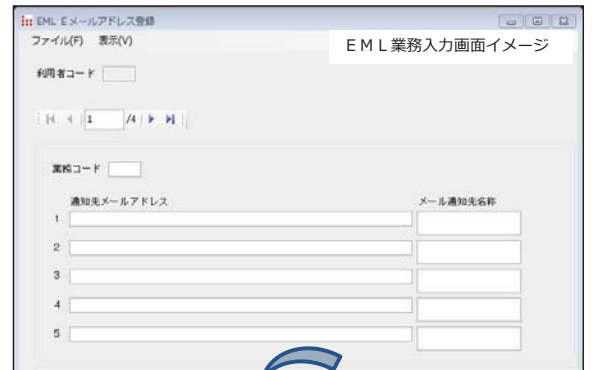 EML Eメールアドレス登録
ファイル(F) 表示(V)
EML業務入力画面イメージ
利用者コード
1 /4
業務コード
通知先メールアドレス メール通知先名称
1
2
3
4
5